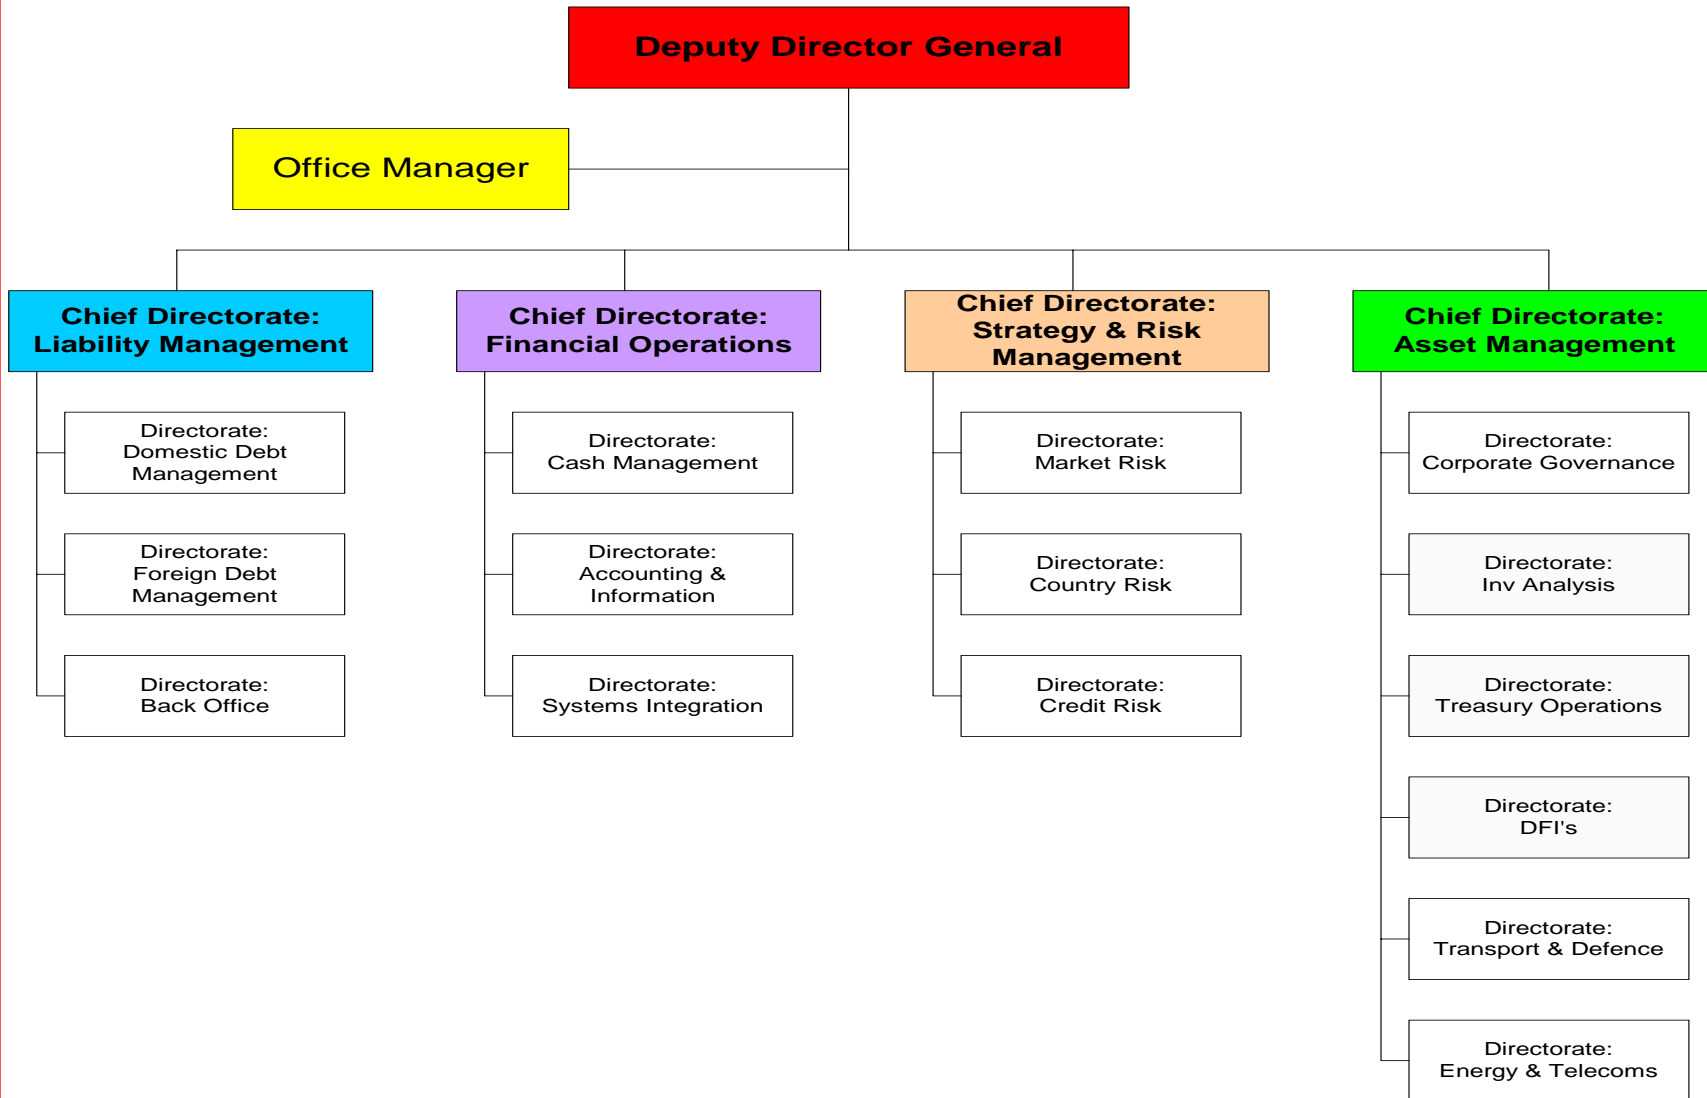 Deputy Director General
Office Manager
Chief Directorate:
Liability Management
Chief Directorate:
Financial Operations
Chief Directorate:
Strategy & Risk
Management
Chief Directorate:
Asset Management
Directorate:
Domestic Debt
Management
Directorate:
Cash Management
Directorate:
Market Risk
Directorate:
Corporate Governance
Directorate:
Foreign Debt
Management
Directorate:
Accounting &
Information
Directorate:
Country Risk
Directorate:
Inv Analysis
Directorate:
Back Office
Directorate:
Systems Integration
Directorate:
Credit Risk
Directorate:
Treasury Operations
Directorate:
DFI's
Directorate:
Transport & Defence
Directorate:
Energy & Telecoms